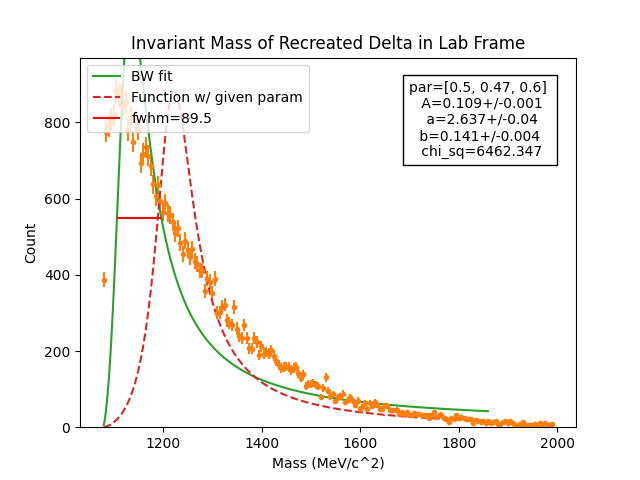 Invariant Mass of Recreated Delta in Lab Frame
BW fit
Function w/ given param
fwhm=89.5
par=[0.5, 0.47, 0.6]
A=0.109+/-0.001
a=2.637+/-0.04
b=0.141+/-0.004
chi_sq=6462.347
Count
800
600
400
200
0
1200
1400
1600
1800
2000
Mass (MeV/c^2)